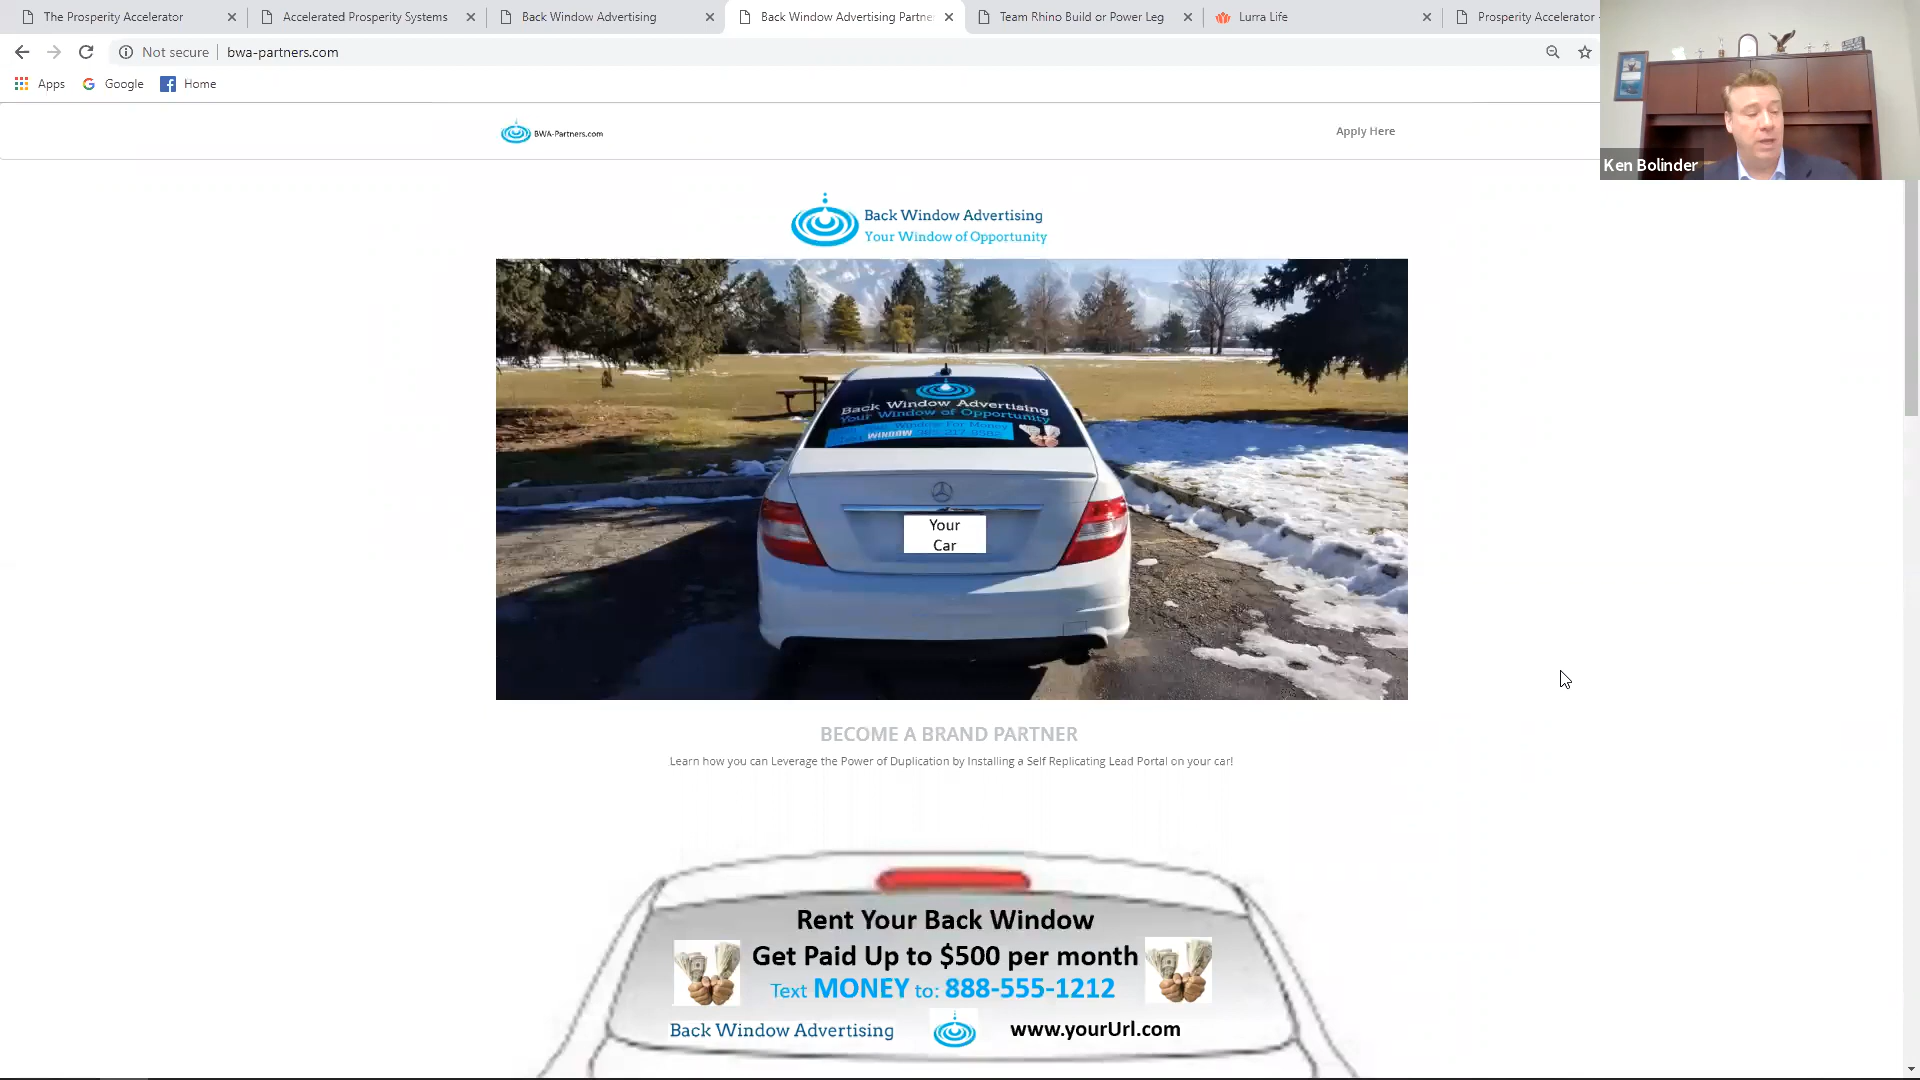 The Prosperity Accelerator
Accelerated Prosperity Systems
Back Window Advertising
Back Window Advertising Partne
Team Rhino Build or Power Leg
Lurra Life
Prosperity Accelerator
Not secure
bwa-partners.com
Apps
Google
Home
Ken Bolinder
BWA-Partners.com
Apply Here
Back Window Advertising
Your Window of Opportunity
Back Window Advertising
Your Window of Opportunity
Your Window For Money
WINDOW
Your
Car
BECOME A BRAND PARTNER
Learn how you can Leverage the Power of Duplication by Installing a Self Replicating Lead Portal on your car!
Rent Your Back Window
Get Paid Up to $500 per month
Text MONEY to: 888-555-1212
Back Window Advertising
www.yourUrl.com